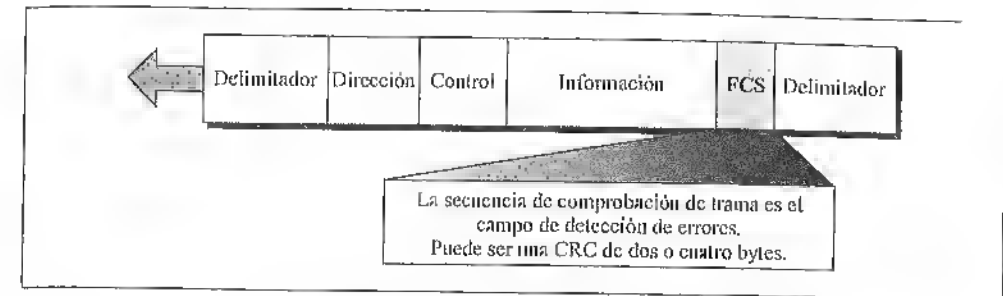 Delimitador Dirección Control Información FCS Delimitador
La secuencia de comprobación de trama es el
campo de detección de errores.
Puede ser una CRC de dos o cuatro bytes.